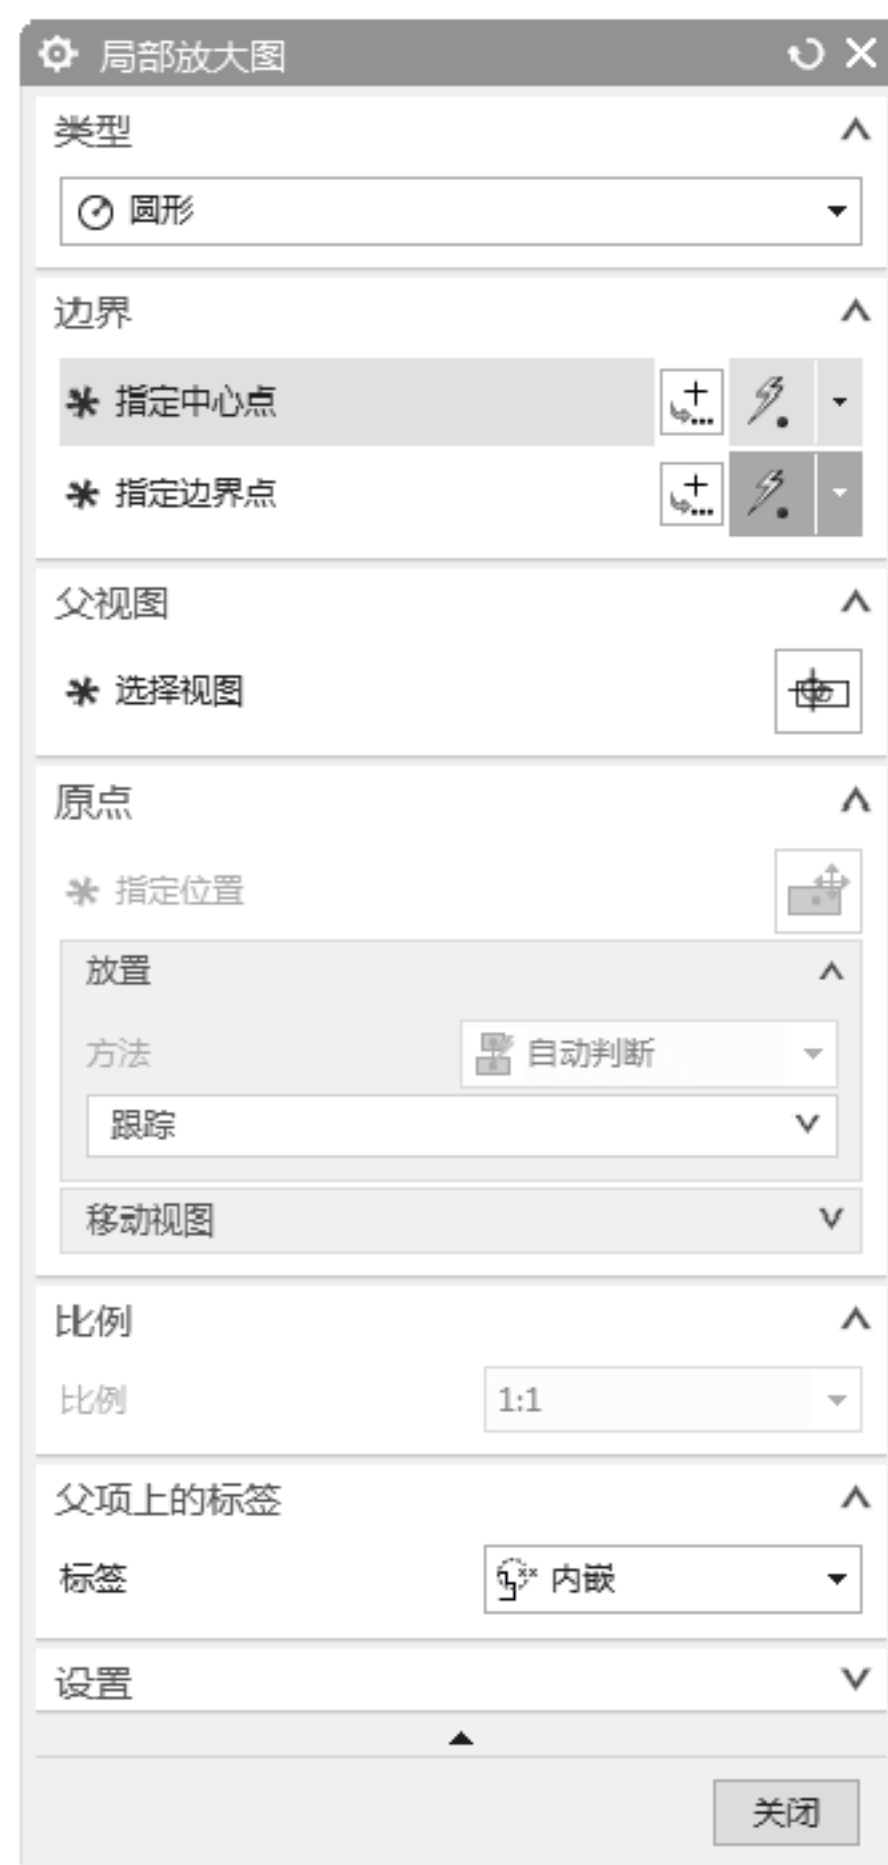 局部放大图
类型
圆形
边界
指定中心点
指定边界点
父视图
选择视图
原点
指定位置
放置
方法 自动判断
跟踪
移动视图
比例
比例 1:1
父项上的标签
标签 内嵌
设置
关闭